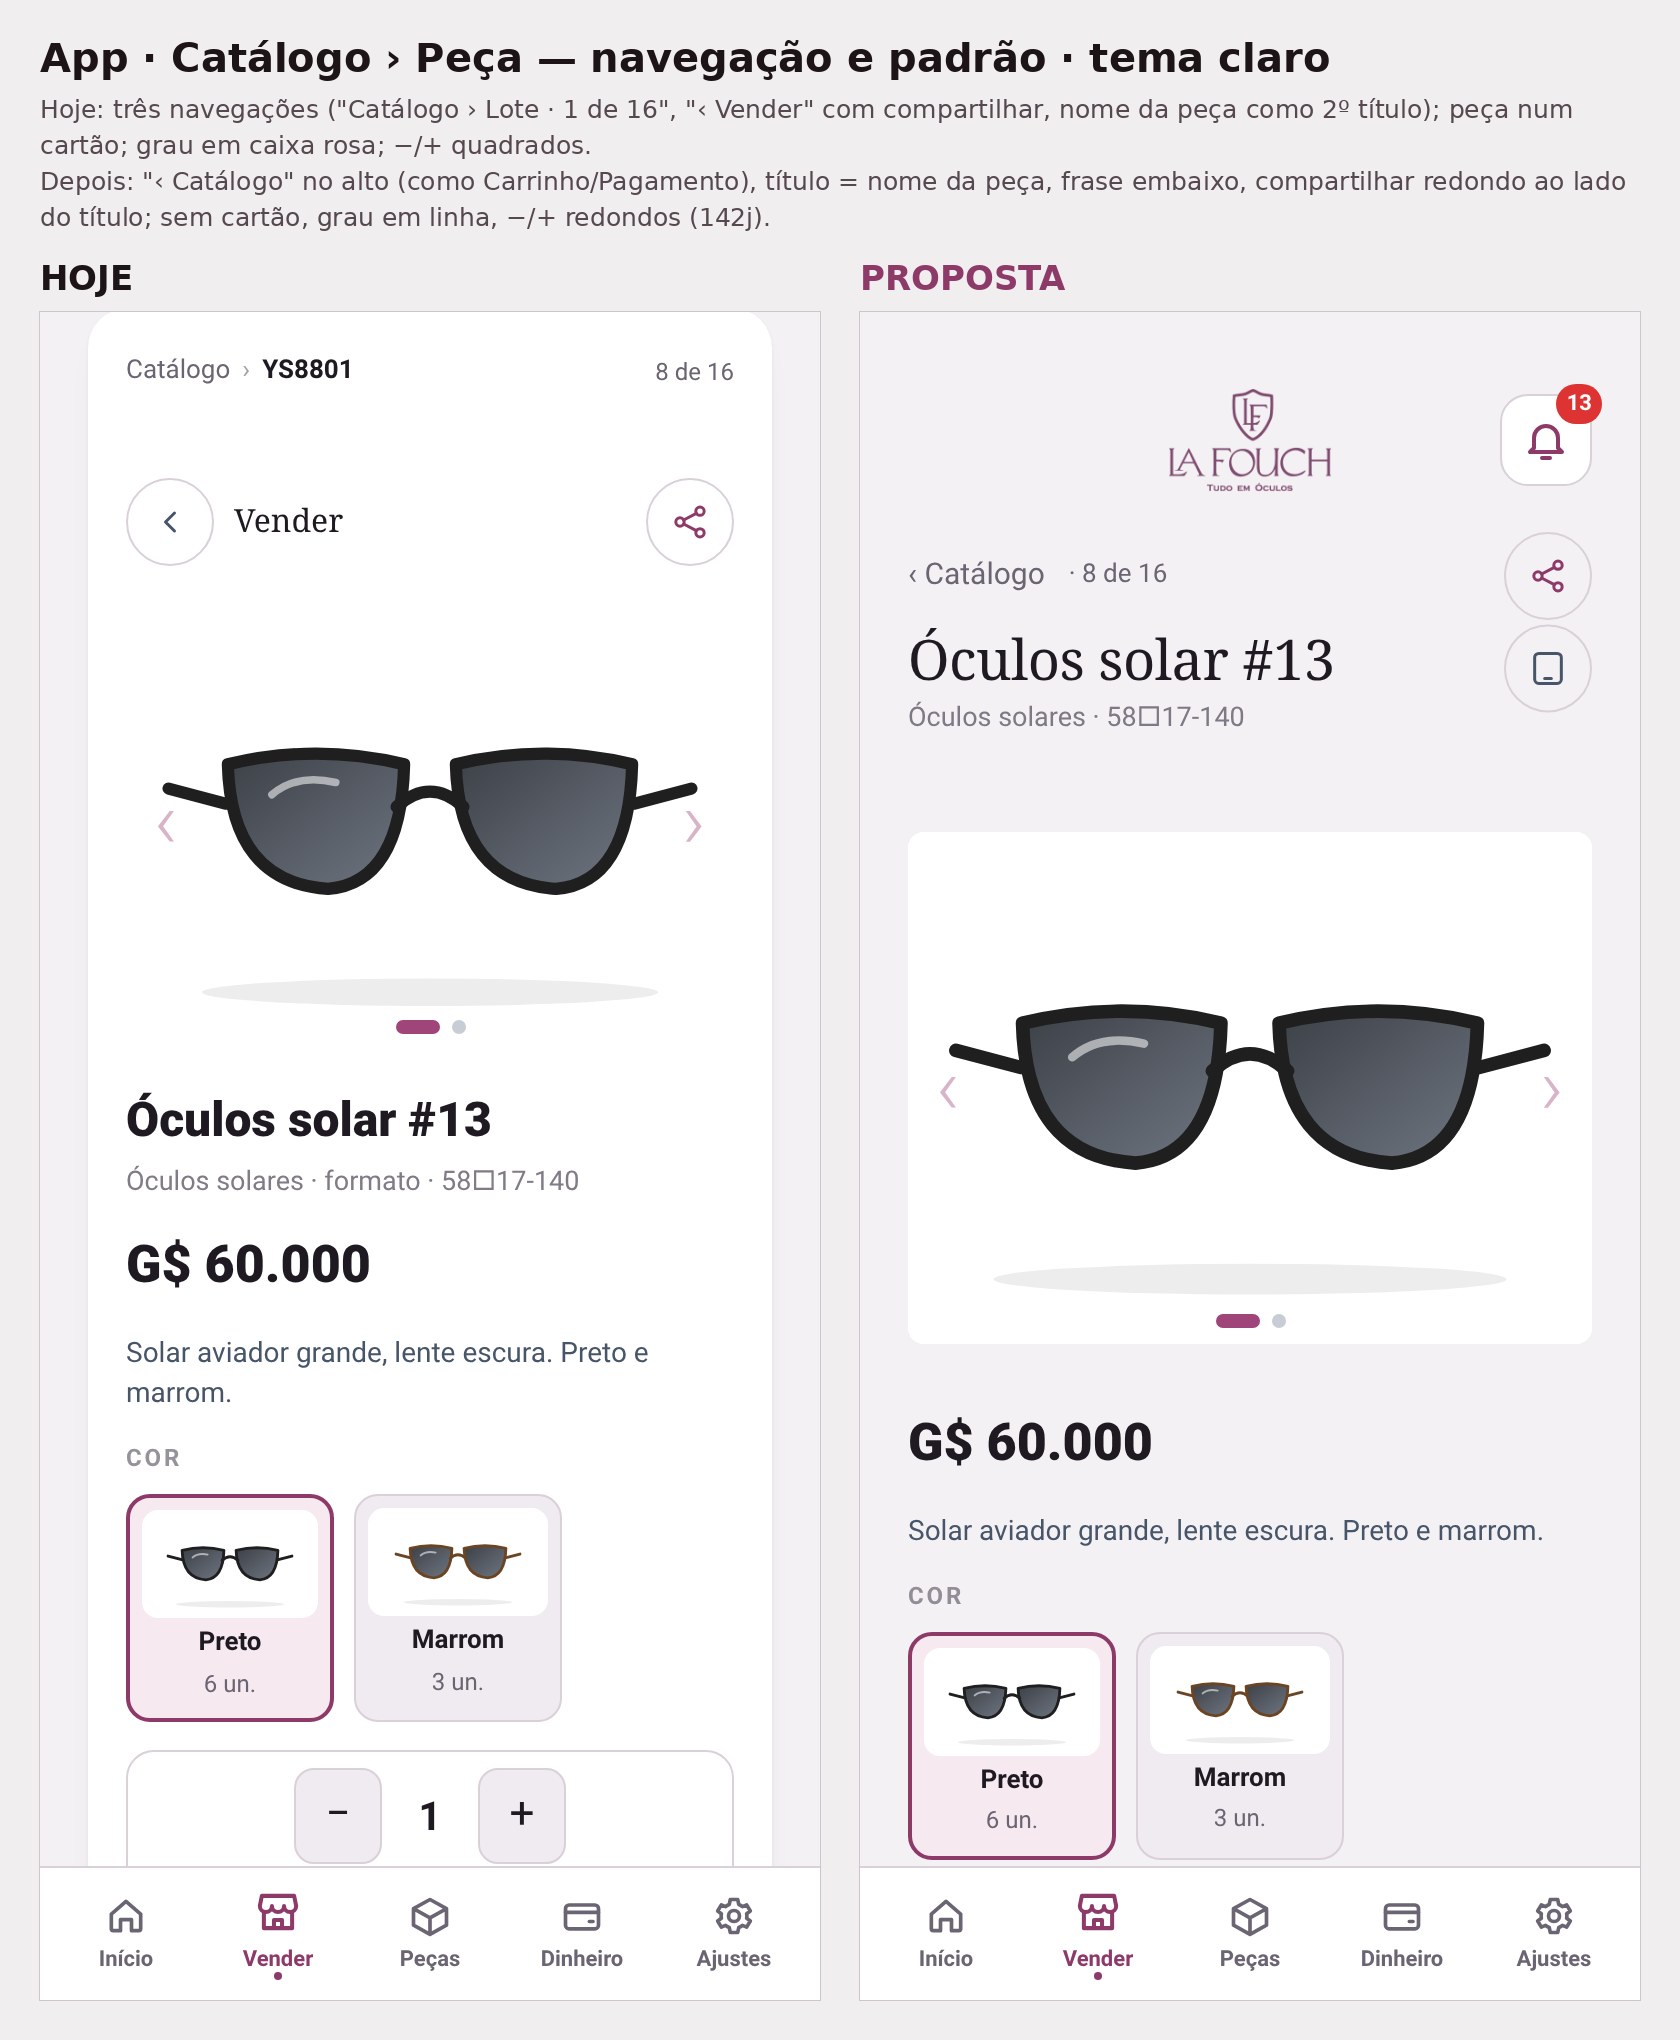 App · Catálogo › Peça — navegação e padrão · tema claro
Hoje: três navegações ("Catálogo › Lote · 1 de 16", "‹ Vender" com compartilhar, nome da peça como 2º título); peça num
cartão; grau em caixa rosa; −/+ quadrados.
Depois: "‹ Catálogo" no alto (como Carrinho/Pagamento), título = nome da peça, frase embaixo, compartilhar redondo ao lado
do título; sem cartão, grau em linha, −/+ redondos (142j).
HOJE
Catálogo › YS8801
8 de 16
Vender
‹ ›
Óculos solar #13
Óculos solares · formato · 58□17-140
G$ 60.000
Solar aviador grande, lente escura. Preto e
marrom.
COR
Preto
6 un.
Marrom
3 un.
− 1 +
Início
Vender
Peças
Dinheiro
Ajustes
PROPOSTA
LF
LA FOUCH
TUDO EM ÓCULOS
13
‹ Catálogo · 8 de 16
Óculos solar #13
Óculos solares · 58□17-140
‹ ›
G$ 60.000
Solar aviador grande, lente escura. Preto e marrom.
COR
Preto
6 un.
Marrom
3 un.
Início
Vender
Peças
Dinheiro
Ajustes